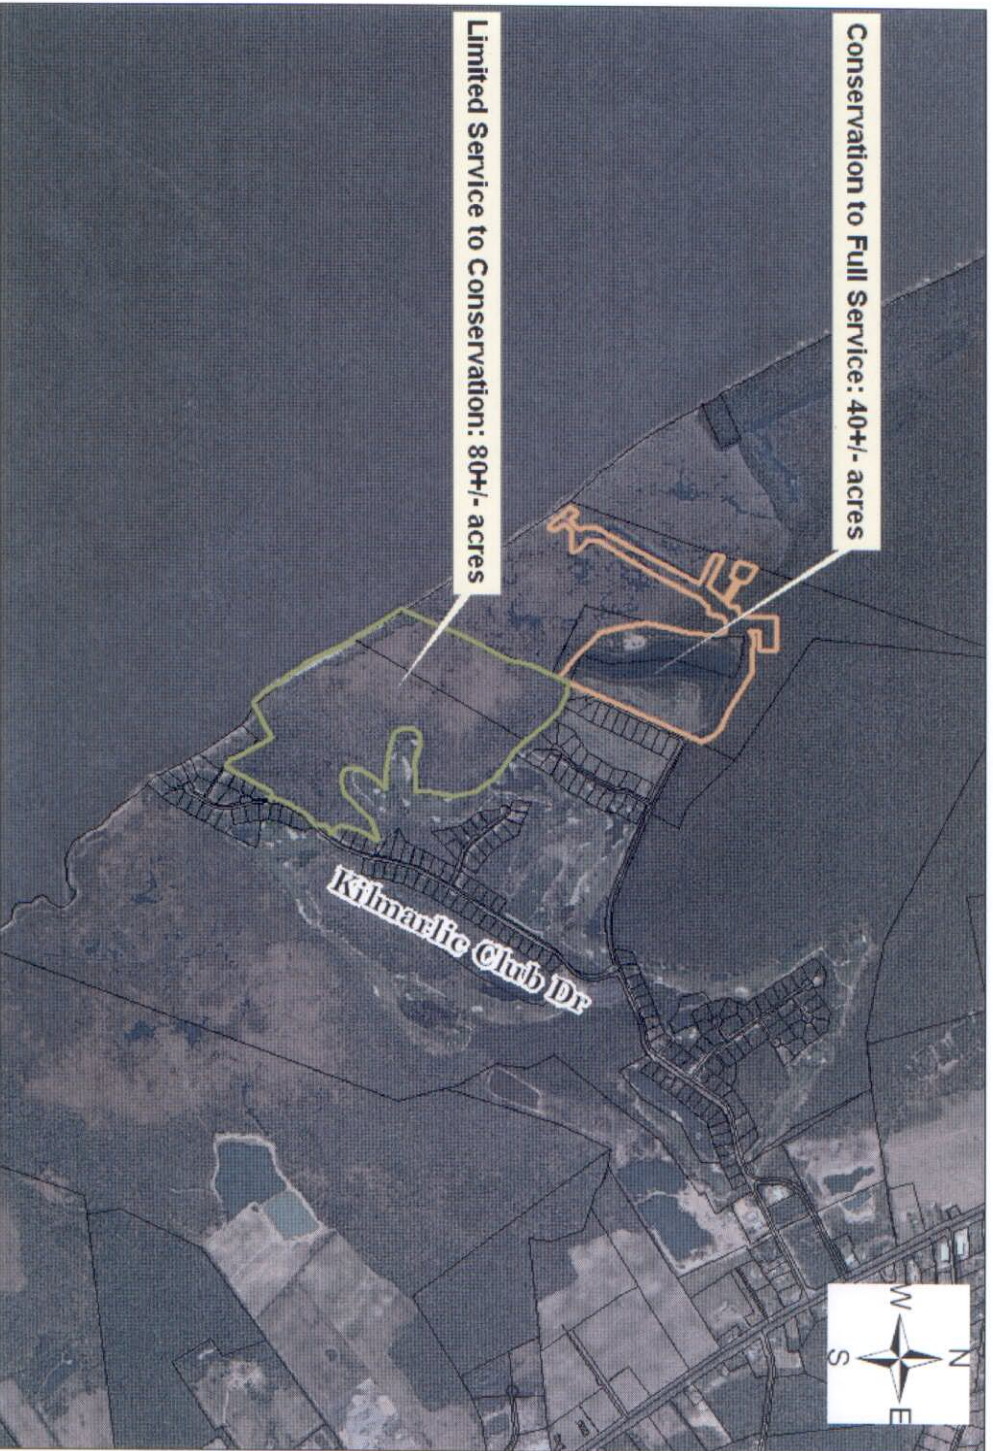 Conservation to Full Service: 40+/- acres
Limited Service to Conservation: 80+/- acres
Kilmarlic Club Dr
N
W
E
S